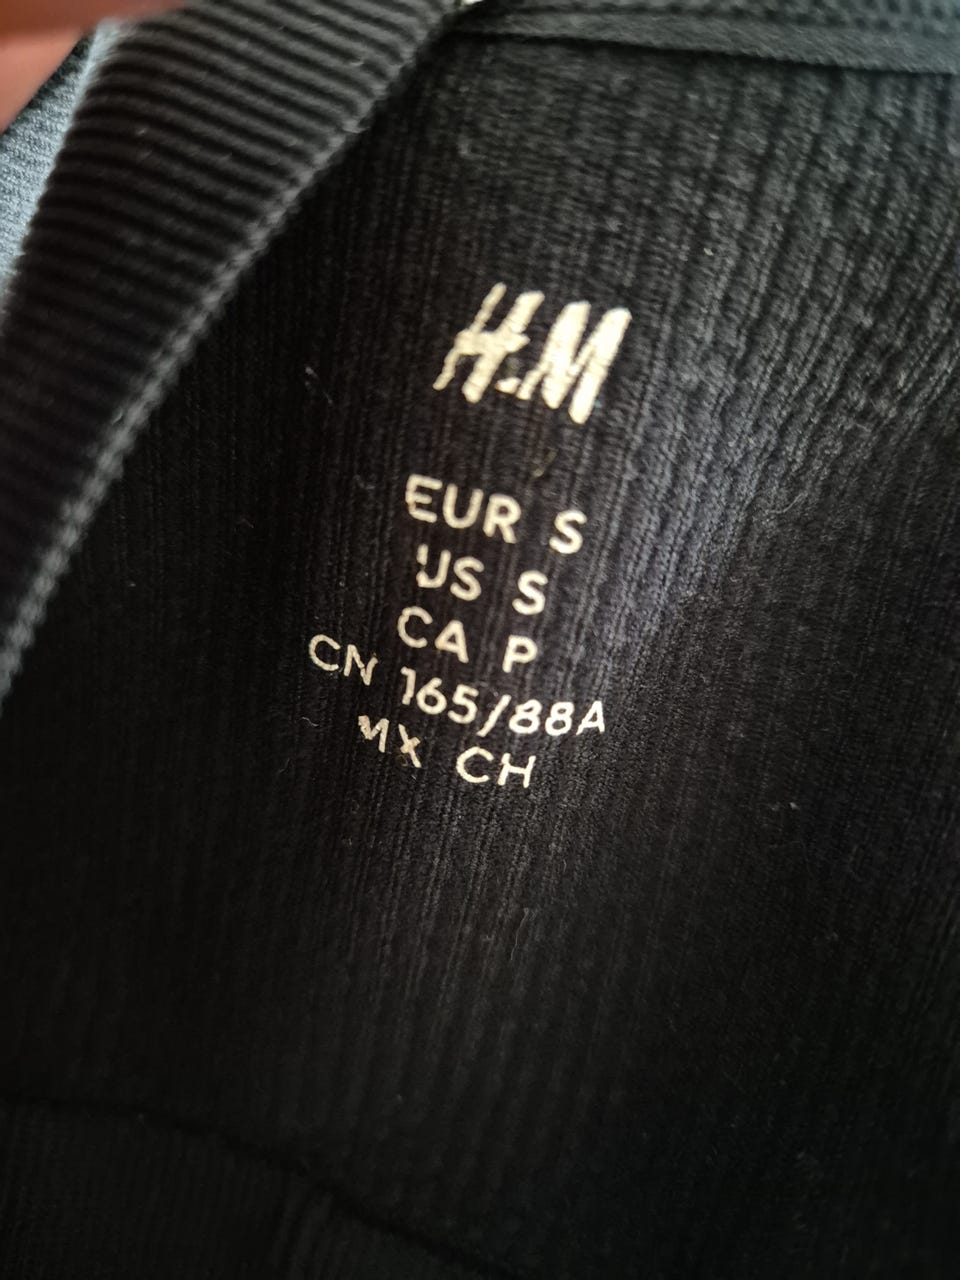 H&M
EUR S
US S
CA P
CN 165/88A
MX CH